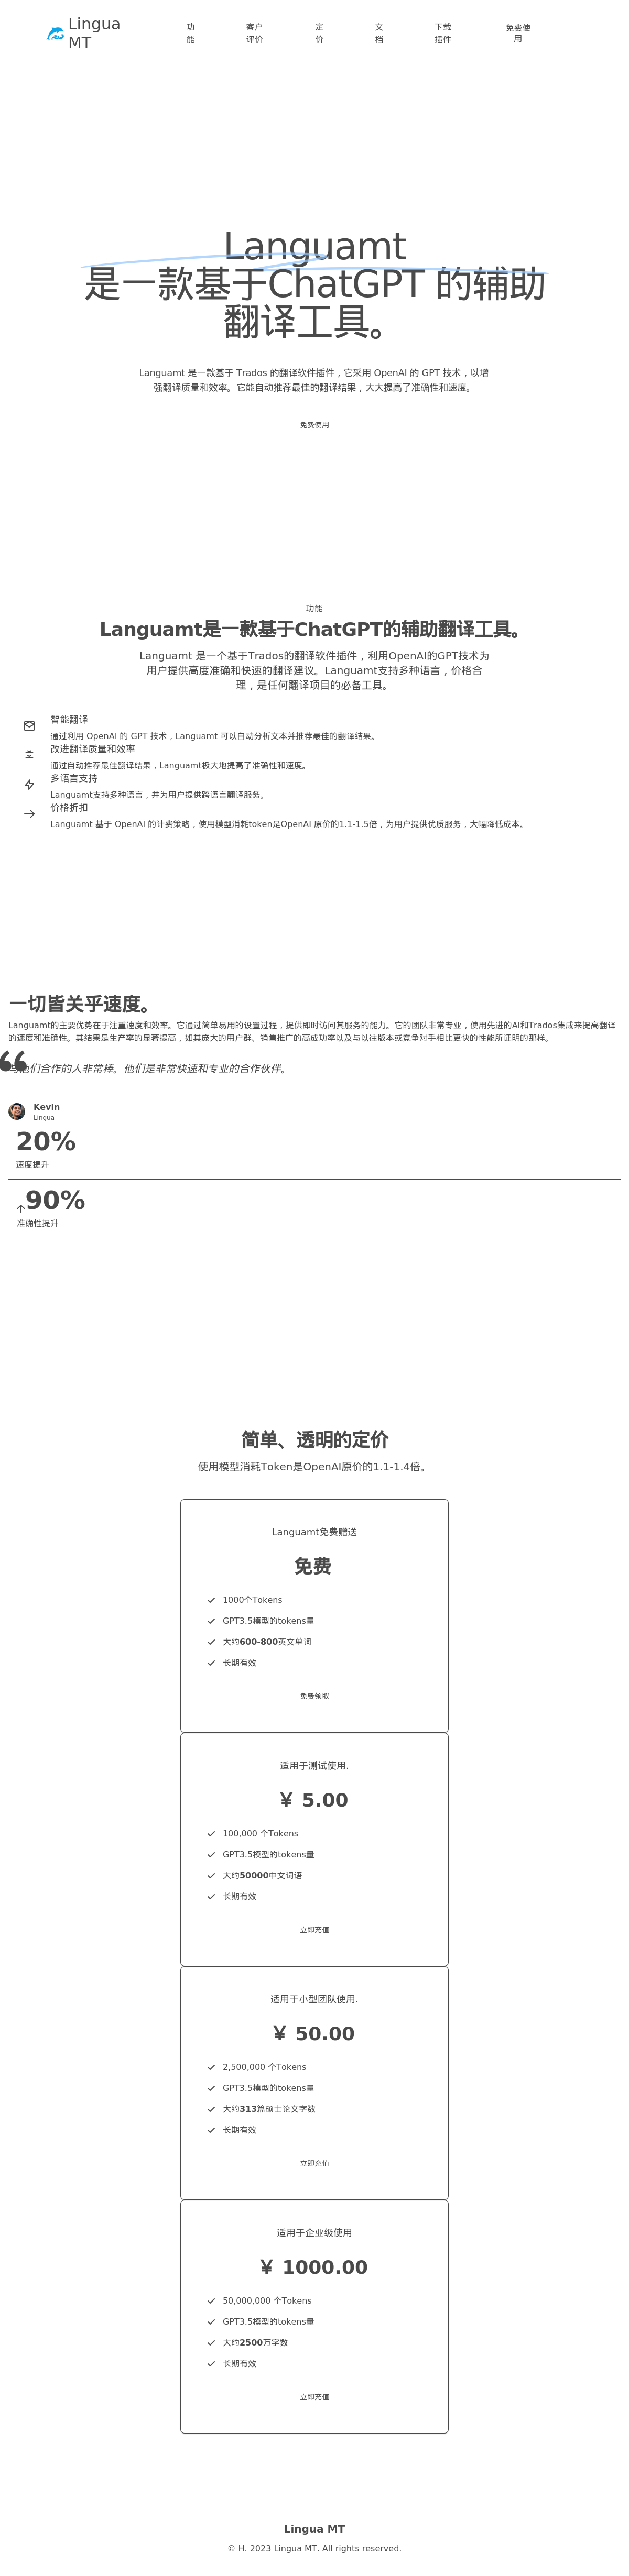 Lingua
MT
功能
客户评价
定价
文档
下载插件
免费使用
Languamt
是一款基于ChatGPT 的辅助
翻译工具。
Languamt 是一款基于 Trados 的翻译软件插件，它采用 OpenAI 的 GPT 技术，以增
强翻译质量和效率。它能自动推荐最佳的翻译结果，大大提高了准确性和速度。
免费使用
功能
Languamt是一款基于ChatGPT的辅助翻译工具。
Languamt 是一个基于Trados的翻译软件插件，利用OpenAI的GPT技术为
用户提供高度准确和快速的翻译建议。Languamt支持多种语言，价格合
理，是任何翻译项目的必备工具。
智能翻译
通过利用 OpenAI 的 GPT 技术，Languamt 可以自动分析文本并推荐最佳的翻译结果。
改进翻译质量和效率
通过自动推荐最佳翻译结果，Languamt极大地提高了准确性和速度。
多语言支持
Languamt支持多种语言，并为用户提供跨语言翻译服务。
价格折扣
Languamt 基于 OpenAI 的计费策略，使用模型消耗token是OpenAI 原价的1.1-1.5倍，为用户提供优质服务，大幅降低成本。
一切皆关乎速度。
Languamt的主要优势在于注重速度和效率。它通过简单易用的设置过程，提供即时访问其服务的能力。它的团队非常专业，使用先进的AI和Trados集成来提高翻译
的速度和准确性。其结果是生产率的显著提高，如其庞大的用户群、销售推广的高成功率以及与以往版本或竞争对手相比更快的性能所证明的那样。
与他们合作的人非常棒。他们是非常快速和专业的合作伙伴。
Kevin
Lingua
20%
速度提升
90%
准确性提升
简单、透明的定价
使用模型消耗Token是OpenAI原价的1.1-1.4倍。
Languamt免费赠送
免费
1000个Tokens
GPT3.5模型的tokens量
大约600-800英文单词
长期有效
免费领取
适用于测试使用.
¥ 5.00
100,000 个Tokens
GPT3.5模型的tokens量
大约50000中文词语
长期有效
立即充值
适用于小型团队使用.
¥ 50.00
2,500,000 个Tokens
GPT3.5模型的tokens量
大约313篇硕士论文字数
长期有效
立即充值
适用于企业级使用
¥ 1000.00
50,000,000 个Tokens
GPT3.5模型的tokens量
大约2500万字数
长期有效
立即充值
Lingua MT
© H. 2023 Lingua MT. All rights reserved.